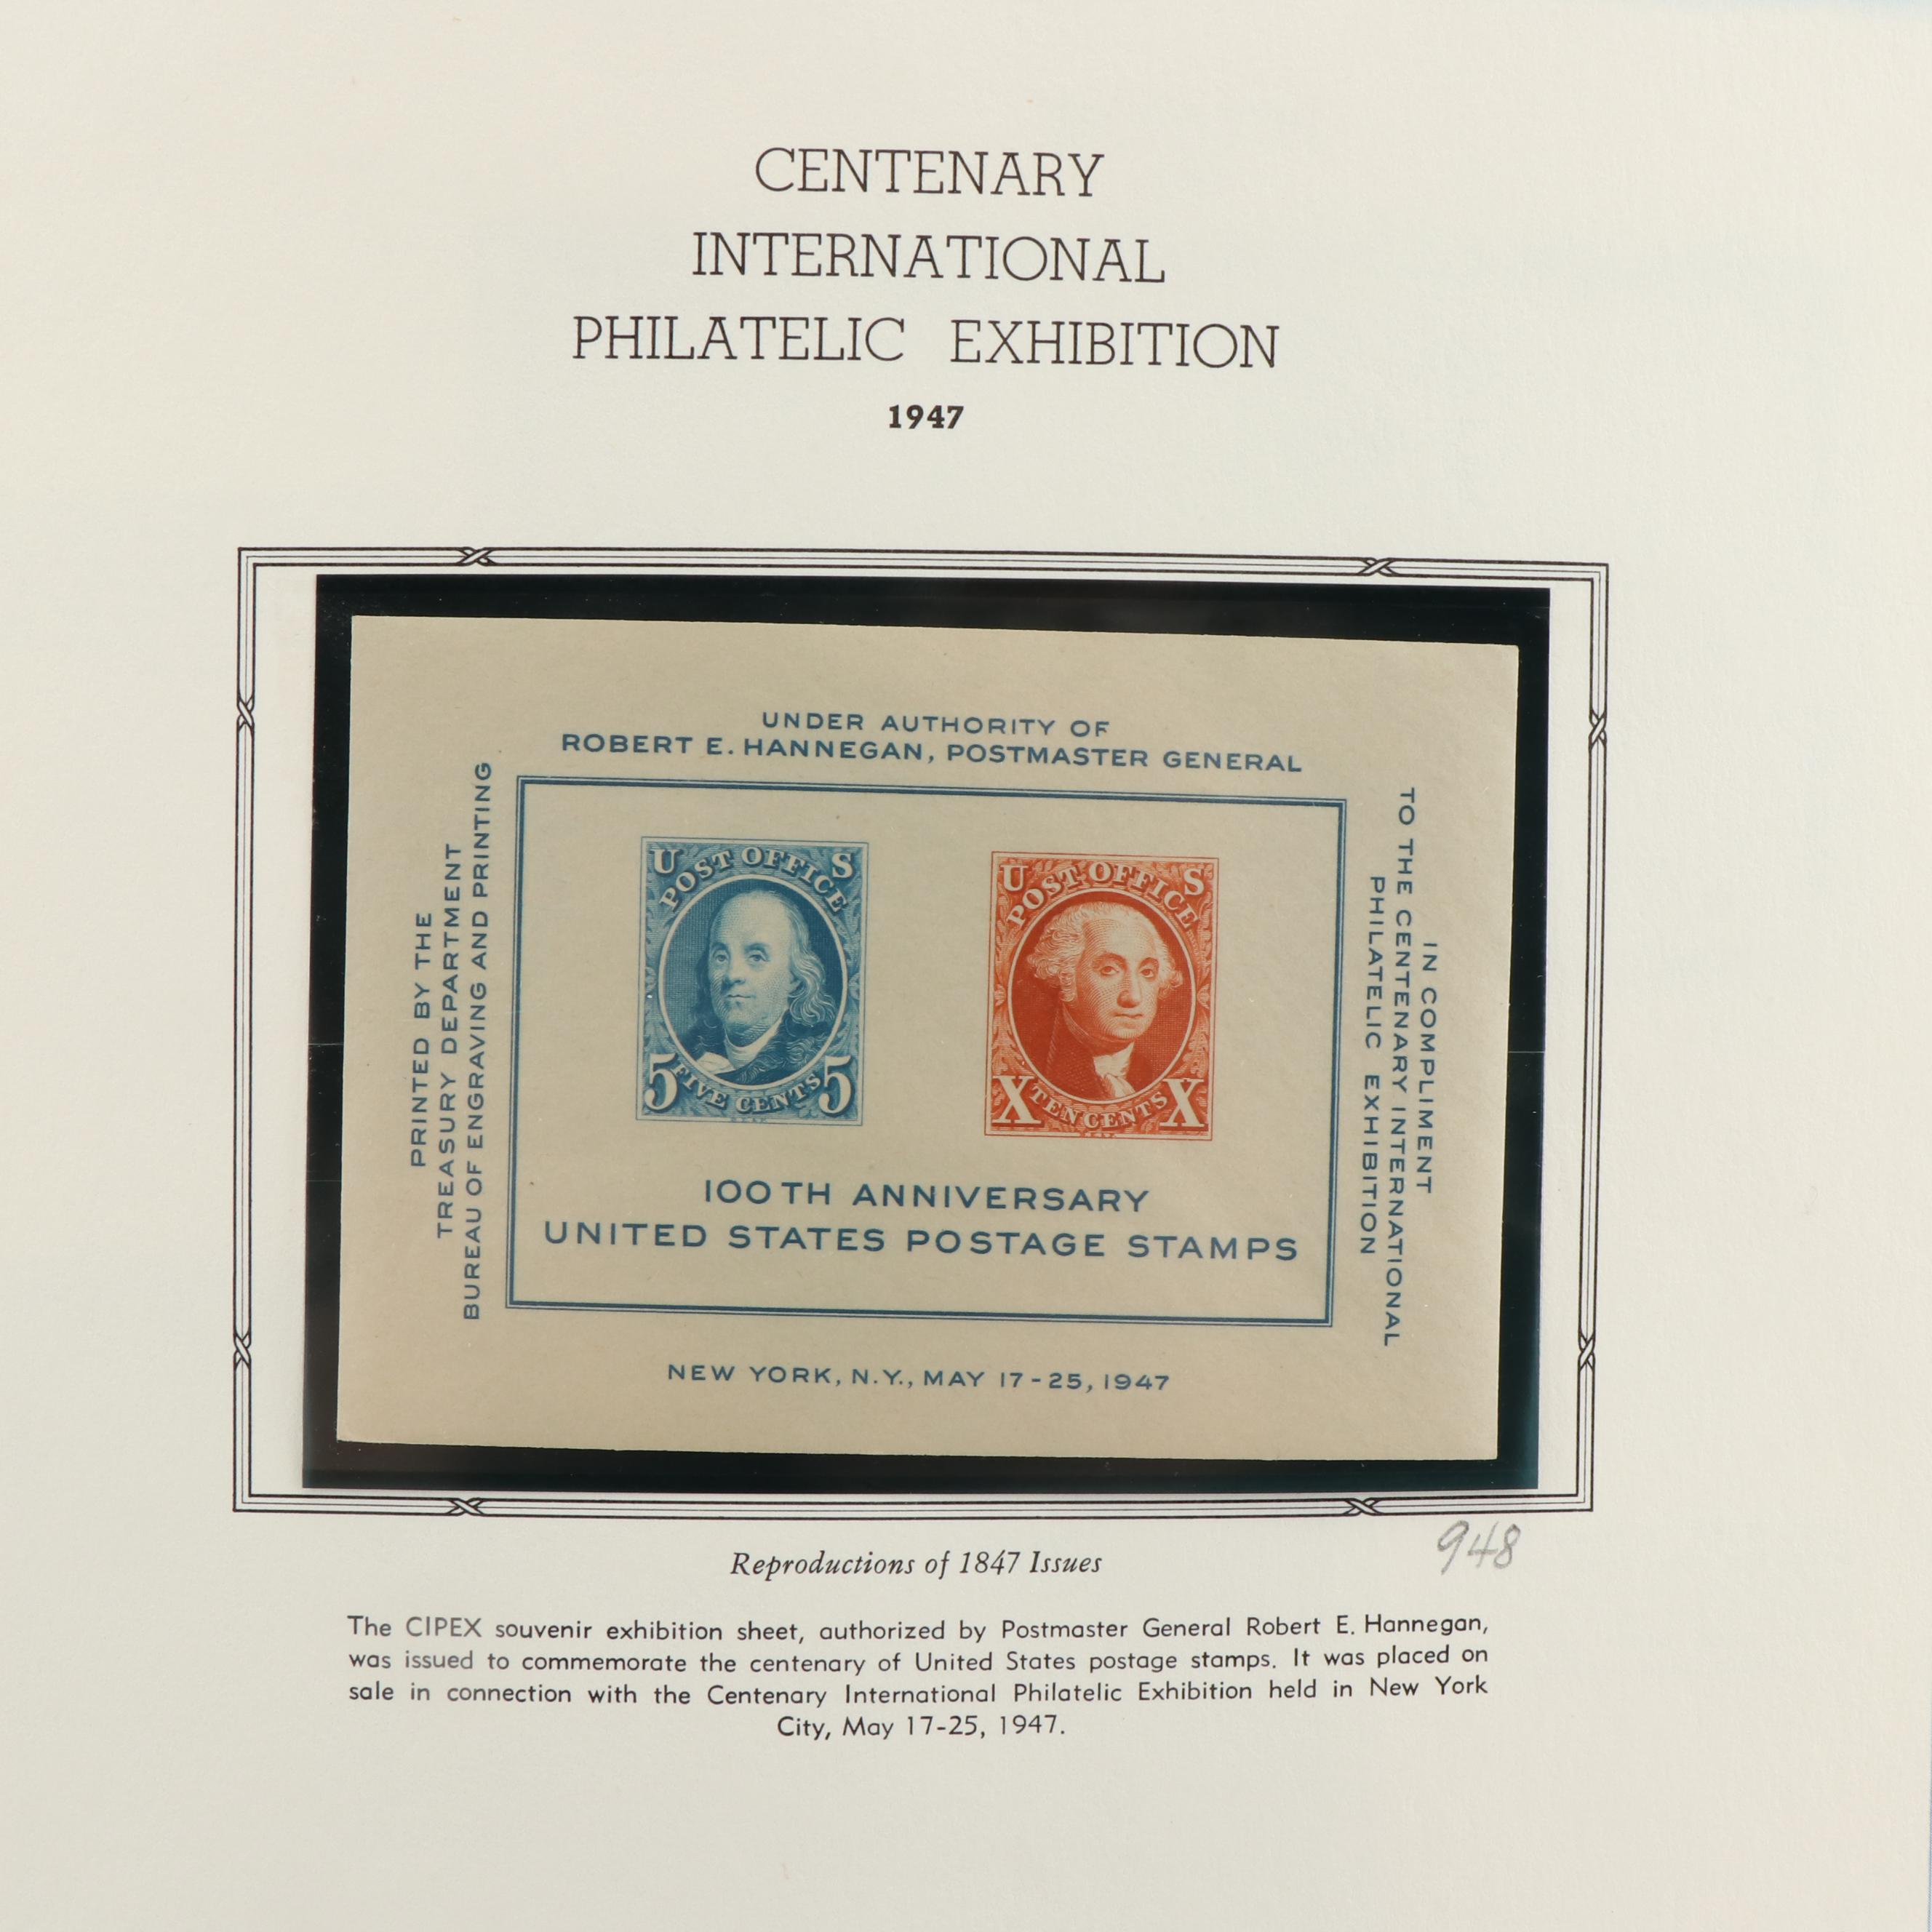 CENTENARY
INTERNATIONAL
PHILATELIC EXHIBITION
1947
UNDER AUTHORITY OF
ROBERT E. HANNEGAN, POSTMASTER GENERAL
PRINTED BY THE
TREASURY DEPARTMENT
BUREAU OF ENGRAVING AND PRINTING
U S
POST OFFICE
5 5
FIVE CENTS
U S
POST OFFICE
X X
TEN CENTS
IN COMPLIMENT
TO THE CENTENARY INTERNATIONAL
PHILATELIC EXHIBITION
100TH ANNIVERSARY
UNITED STATES POSTAGE STAMPS
NEW YORK, N.Y., MAY 17-25, 1947
948
Reproductions of 1847 Issues
The CIPEX souvenir exhibition sheet, authorized by Postmaster General Robert E. Hannegan,
was issued to commemorate the centenary of United States postage stamps. It was placed on
sale in connection with the Centenary International Philatelic Exhibition held in New York
City, May 17-25, 1947.